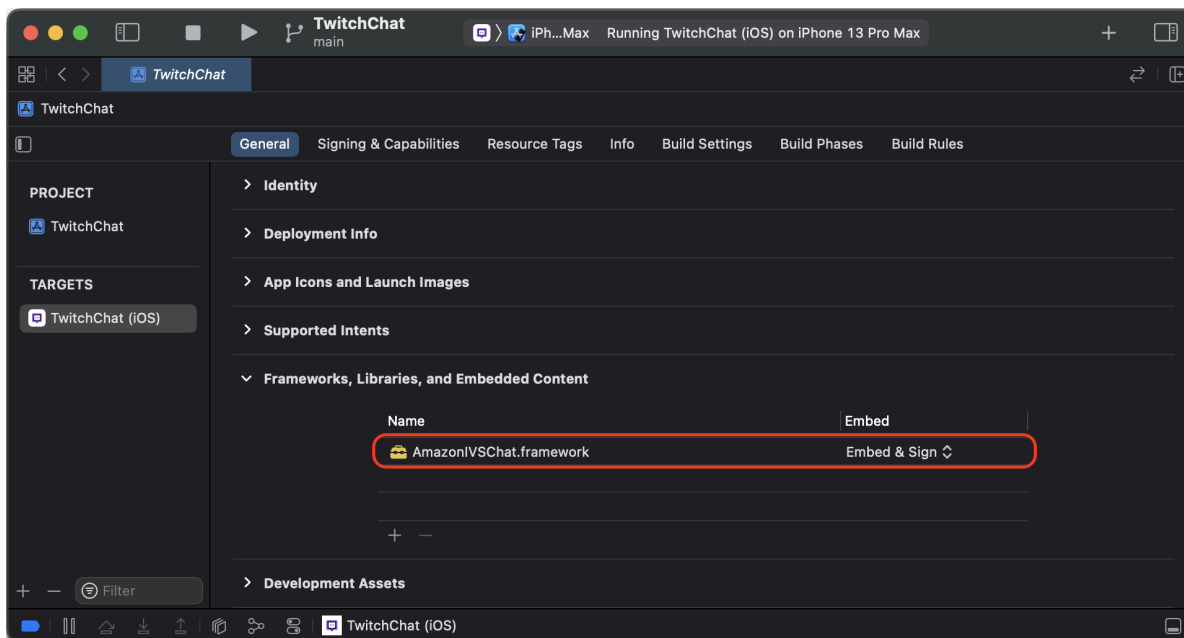 TwitchChat
main
iPh...Max Running TwitchChat (iOS) on iPhone 13 Pro Max
TwitchChat
TwitchChat
General Signing & Capabilities Resource Tags Info Build Settings Build Phases Build Rules
PROJECT
TwitchChat
TARGETS
TwitchChat (iOS)
Identity
Deployment Info
App Icons and Launch Images
Supported Intents
Frameworks, Libraries, and Embedded Content
Name Embed
AmazonIVSChat.framework Embed & Sign
Development Assets
Filter
TwitchChat (iOS)